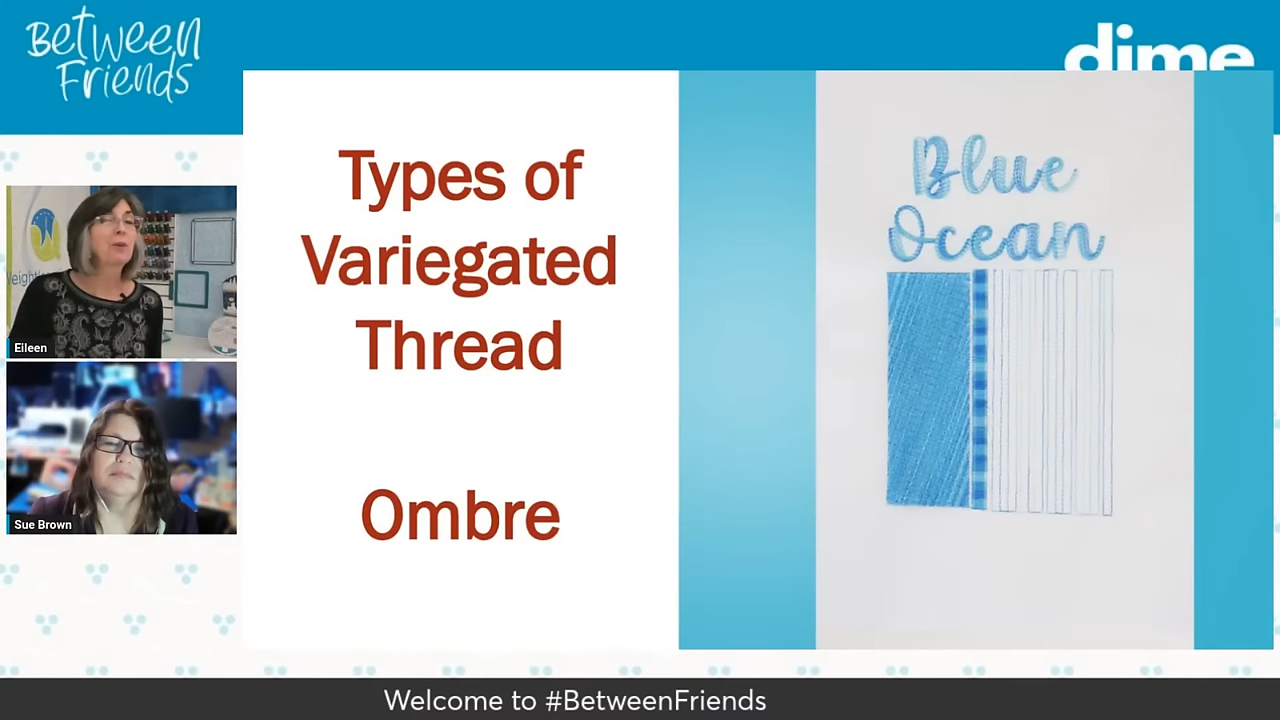 Between
Friends
dime
Types of
Variegated
Thread
Ombre
Blue
Ocean
Eileen
Sue Brown
Welcome to #BetweenFriends